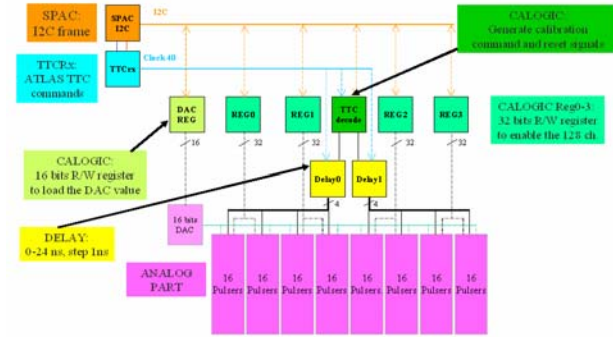 SPAC:
I2C frame
SPAC
I2C
I2C
CALOGIC:
Generate calibration
command and reset signals
TTCRx:
ATLAS TTC
commands
TTCrx
Clock 40
DAC
REG
REG0
REG1
TTC
decode
REG2
REG3
CALOGIC Reg0-3:
32 bits R/W register
to enable the 128 ch.
16
32
32
32
32
CALOGIC:
16 bits R/W register
to load the DAC value
Delay0
Delay1
4
4
DELAY:
0-24 ns, step 1ns
16 bits
DAC
ANALOG
PART
16
Pulsers
16
Pulsers
16
Pulsers
16
Pulsers
16
Pulsers
16
Pulsers
16
Pulsers
16
Pulsers